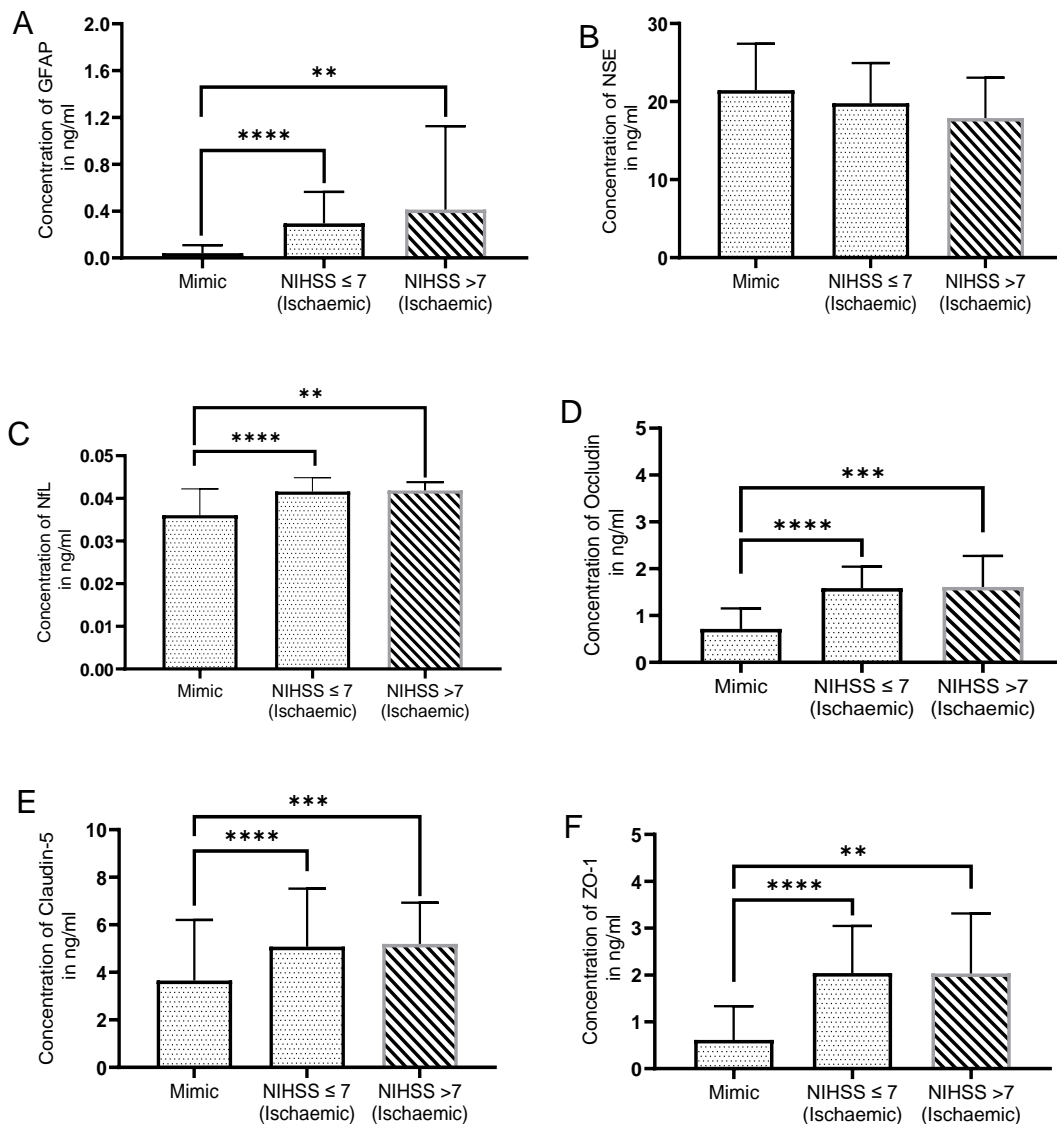 A
Concentration of GFAP
in ng/ml
2.0
1.6
1.2
0.8
0.4
0.0
**
****
Mimic
NIHSS ≤ 7
(Ischaemic)
NIHSS >7
(Ischaemic)
B
Concentration of NSE
in ng/ml
30
20
10
0
Mimic
NIHSS ≤ 7
(Ischaemic)
NIHSS >7
(Ischaemic)
C
Concentration of NfL
in ng/ml
0.05
0.04
0.03
0.02
0.01
0.00
**
****
Mimic
NIHSS ≤ 7
(Ischaemic)
NIHSS >7
(Ischaemic)
D
Concentration of Occludin
in ng/ml
5
4
3
2
1
0
***
****
Mimic
NIHSS ≤ 7
(Ischaemic)
NIHSS >7
(Ischaemic)
E
Concentration of Claudin-5
in ng/ml
10
8
6
4
2
0
***
****
Mimic
NIHSS ≤ 7
(Ischaemic)
NIHSS >7
(Ischaemic)
F
Concentration of ZO-1
in ng/ml
5
4
3
2
1
0
**
****
Mimic
NIHSS ≤ 7
(Ischaemic)
NIHSS >7
(Ischaemic)